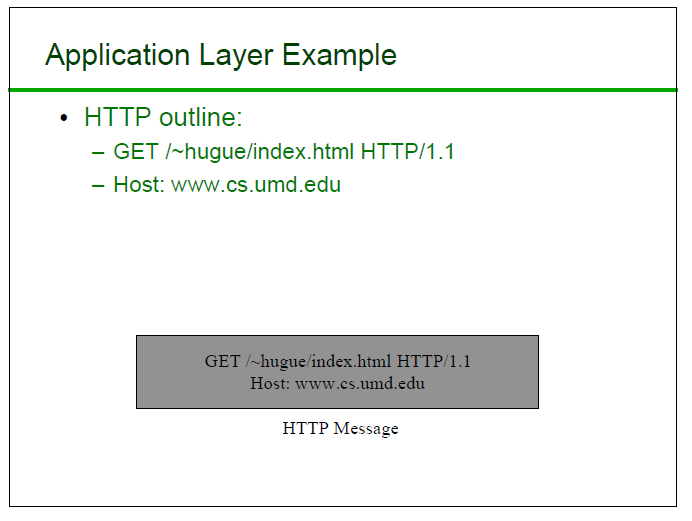 Application Layer Example
• HTTP outline:
– GET /~hugue/index.html HTTP/1.1
– Host: www.cs.umd.edu
GET /~hugue/index.html HTTP/1.1
Host: www.cs.umd.edu
HTTP Message